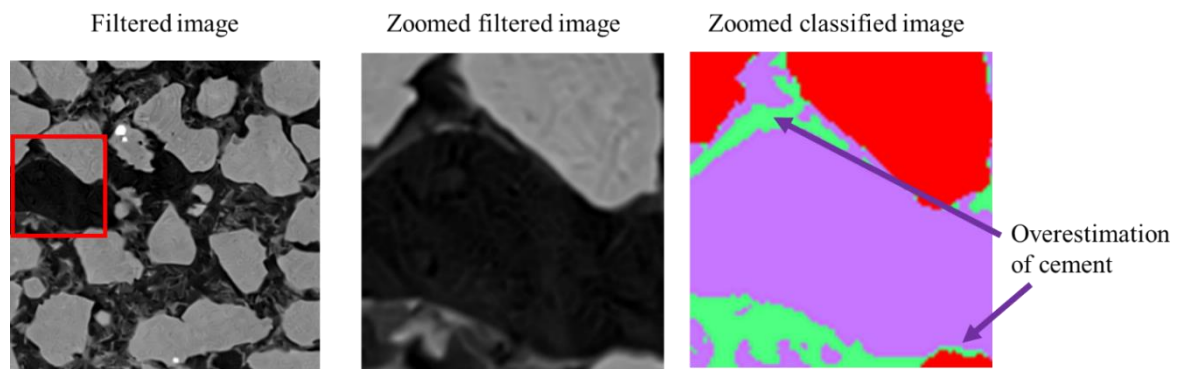 Filtered image
Zoomed filtered image
Zoomed classified image
Overestimation
of cement